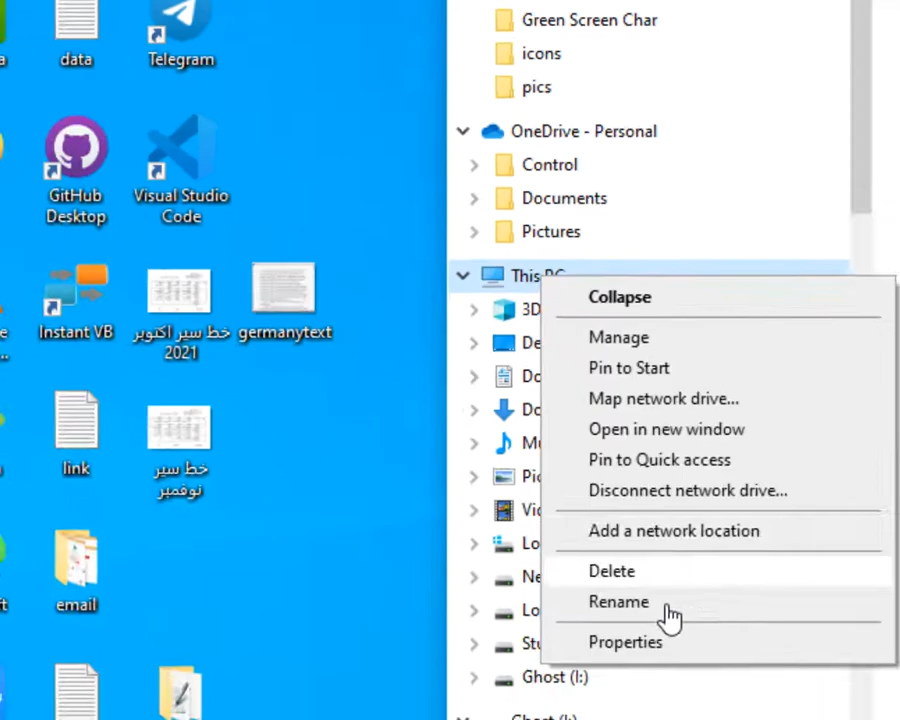 data
Telegram
GitHub
Desktop
Visual Studio
Code
Instant VB
خط سير اكتوبر
2021
germanytext
link
خط سير
نوفمبر
email
Green Screen Char
icons
pics
OneDrive - Personal
Control
Documents
Pictures
This PC
3D
De
Do
Do
Mu
Pic
Vic
Lo
Ne
Lo
Stu
Ghost (I:)
Collapse
Manage
Pin to Start
Map network drive...
Open in new window
Pin to Quick access
Disconnect network drive...
Add a network location
Delete
Rename
Properties